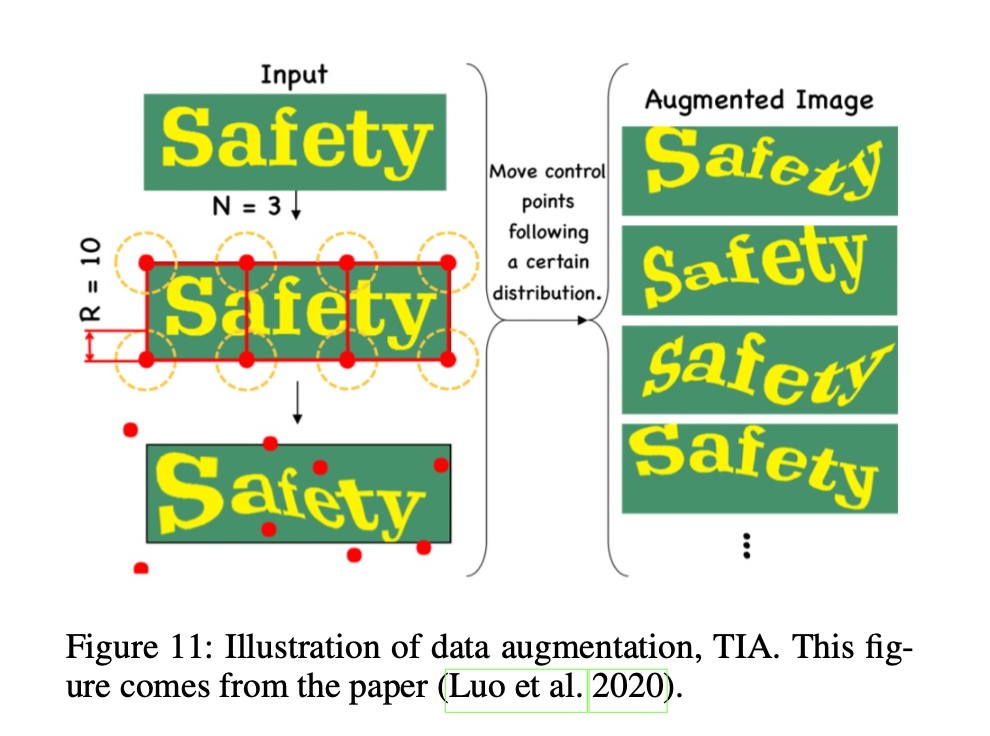 Input
Safety
N = 3
R = 10
Safety
Safety
Move control
points
following
a certain
distribution.
Augmented Image
Safety
Safety
Safety
Safety
Figure 11: Illustration of data augmentation, TIA. This fig-
ure comes from the paper (Luo et al. 2020).